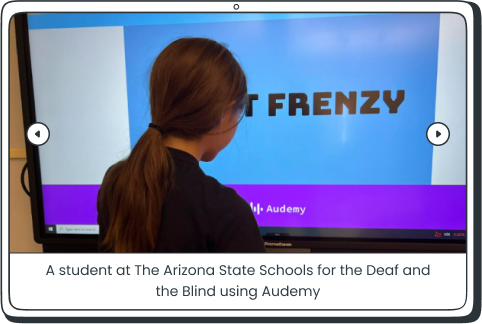 T FRENZY
Audemy
A student at The Arizona State Schools for the Deaf and
the Blind using Audemy